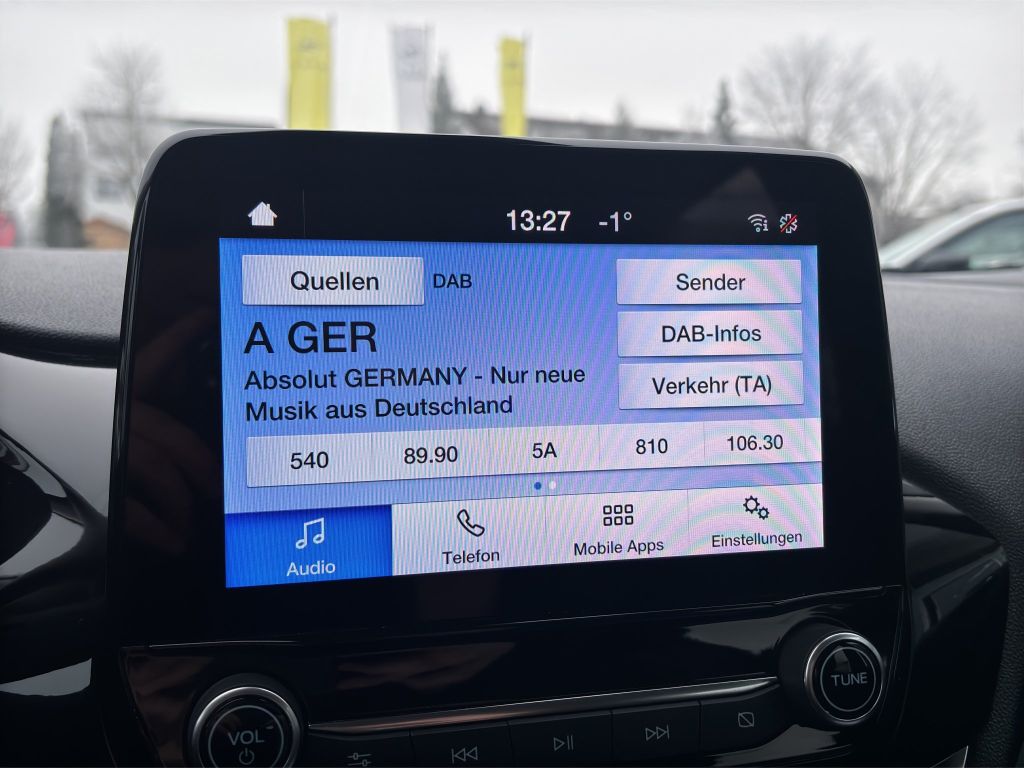 13:27 -1°
Quellen DAB
Sender
A GER
DAB-Infos
Absolut GERMANY - Nur neue
Musik aus Deutschland
Verkehr (TA)
540 89.90 5A 810 106.30
Audio Telefon Mobile Apps Einstellungen
VOL -
TUNE